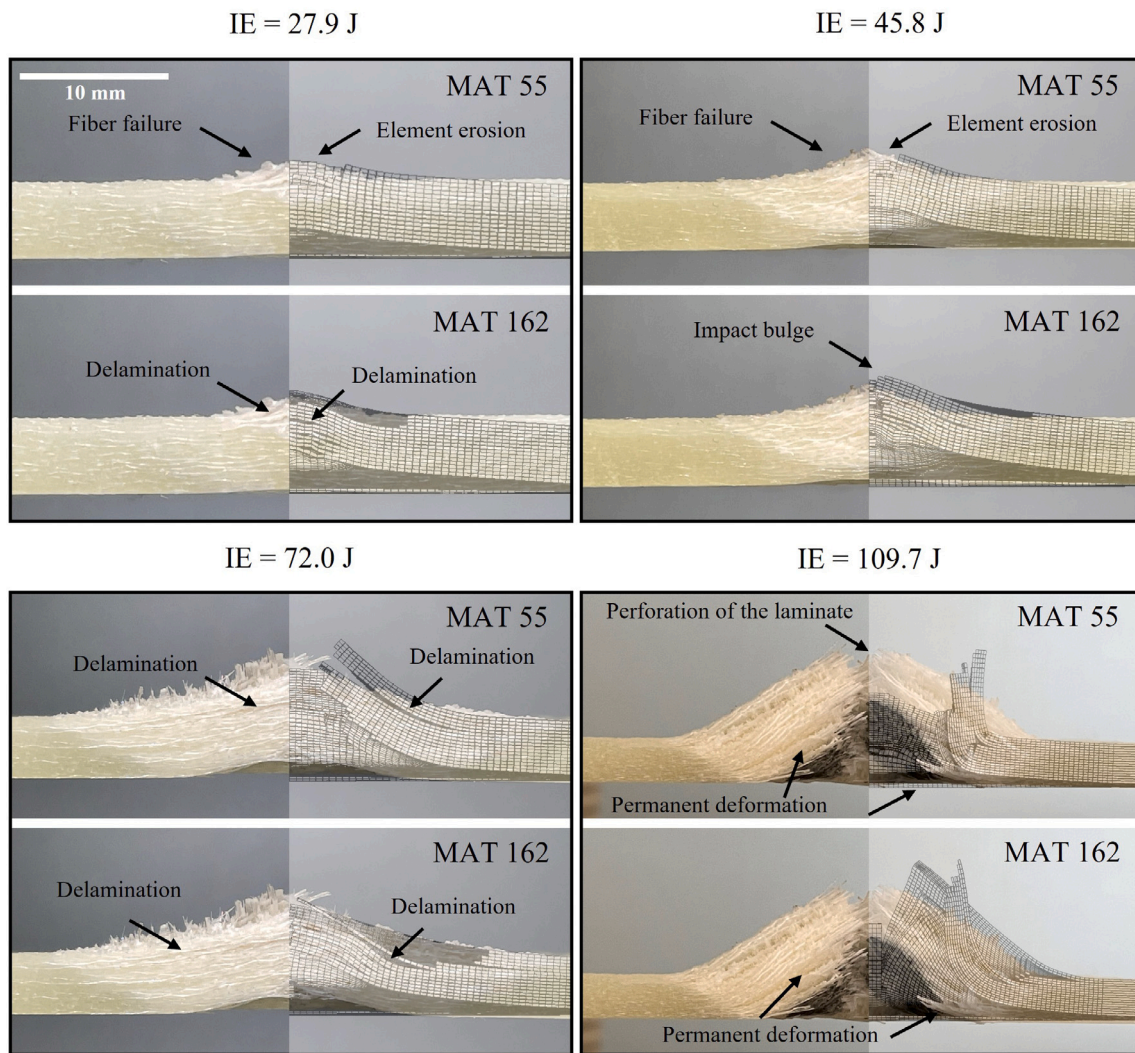 IE = 27.9 J
MAT 55
10 mm
Fiber failure
Element erosion
MAT 162
Delamination
Delamination
IE = 45.8 J
MAT 55
Fiber failure
Element erosion
MAT 162
Impact bulge
IE = 72.0 J
MAT 55
Delamination
Delamination
MAT 162
Delamination
Delamination
IE = 109.7 J
Perforation of the laminate
MAT 55
Permanent deformation
MAT 162
Permanent deformation